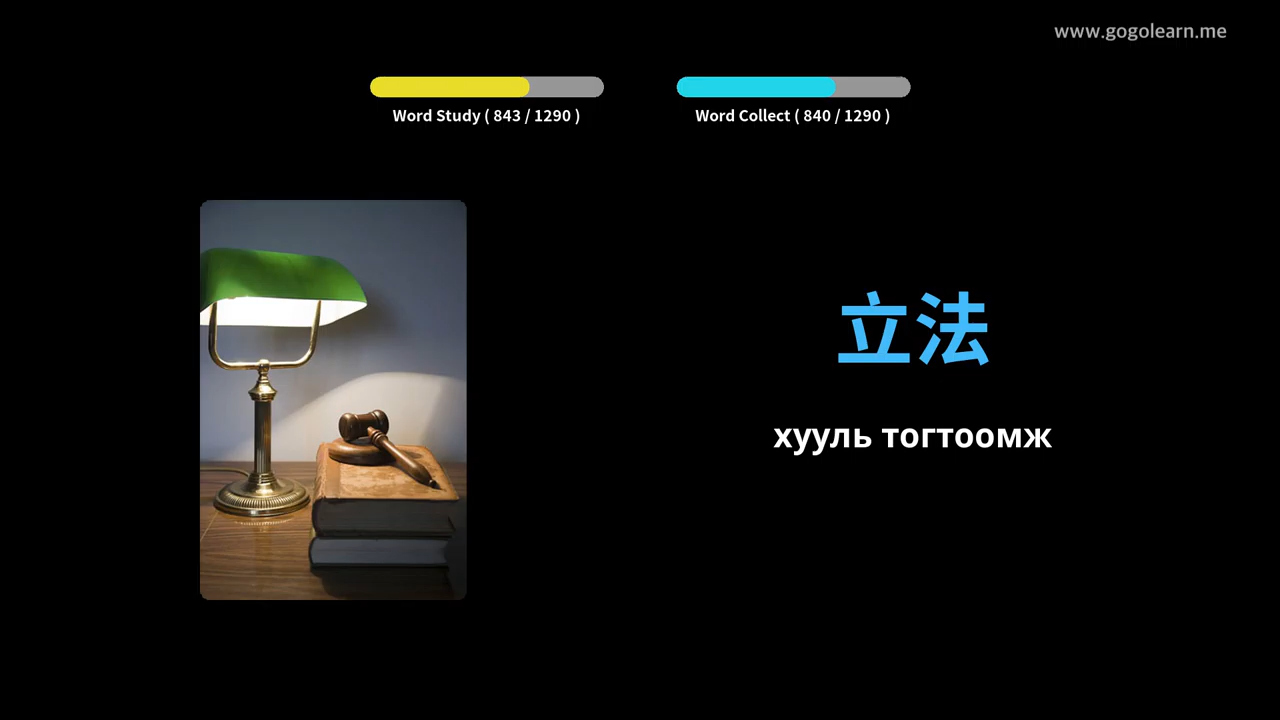 www.gogolearn.me
Word Study ( 843 / 1290 )
Word Collect ( 840 / 1290 )
立法
хууль тогтоомж